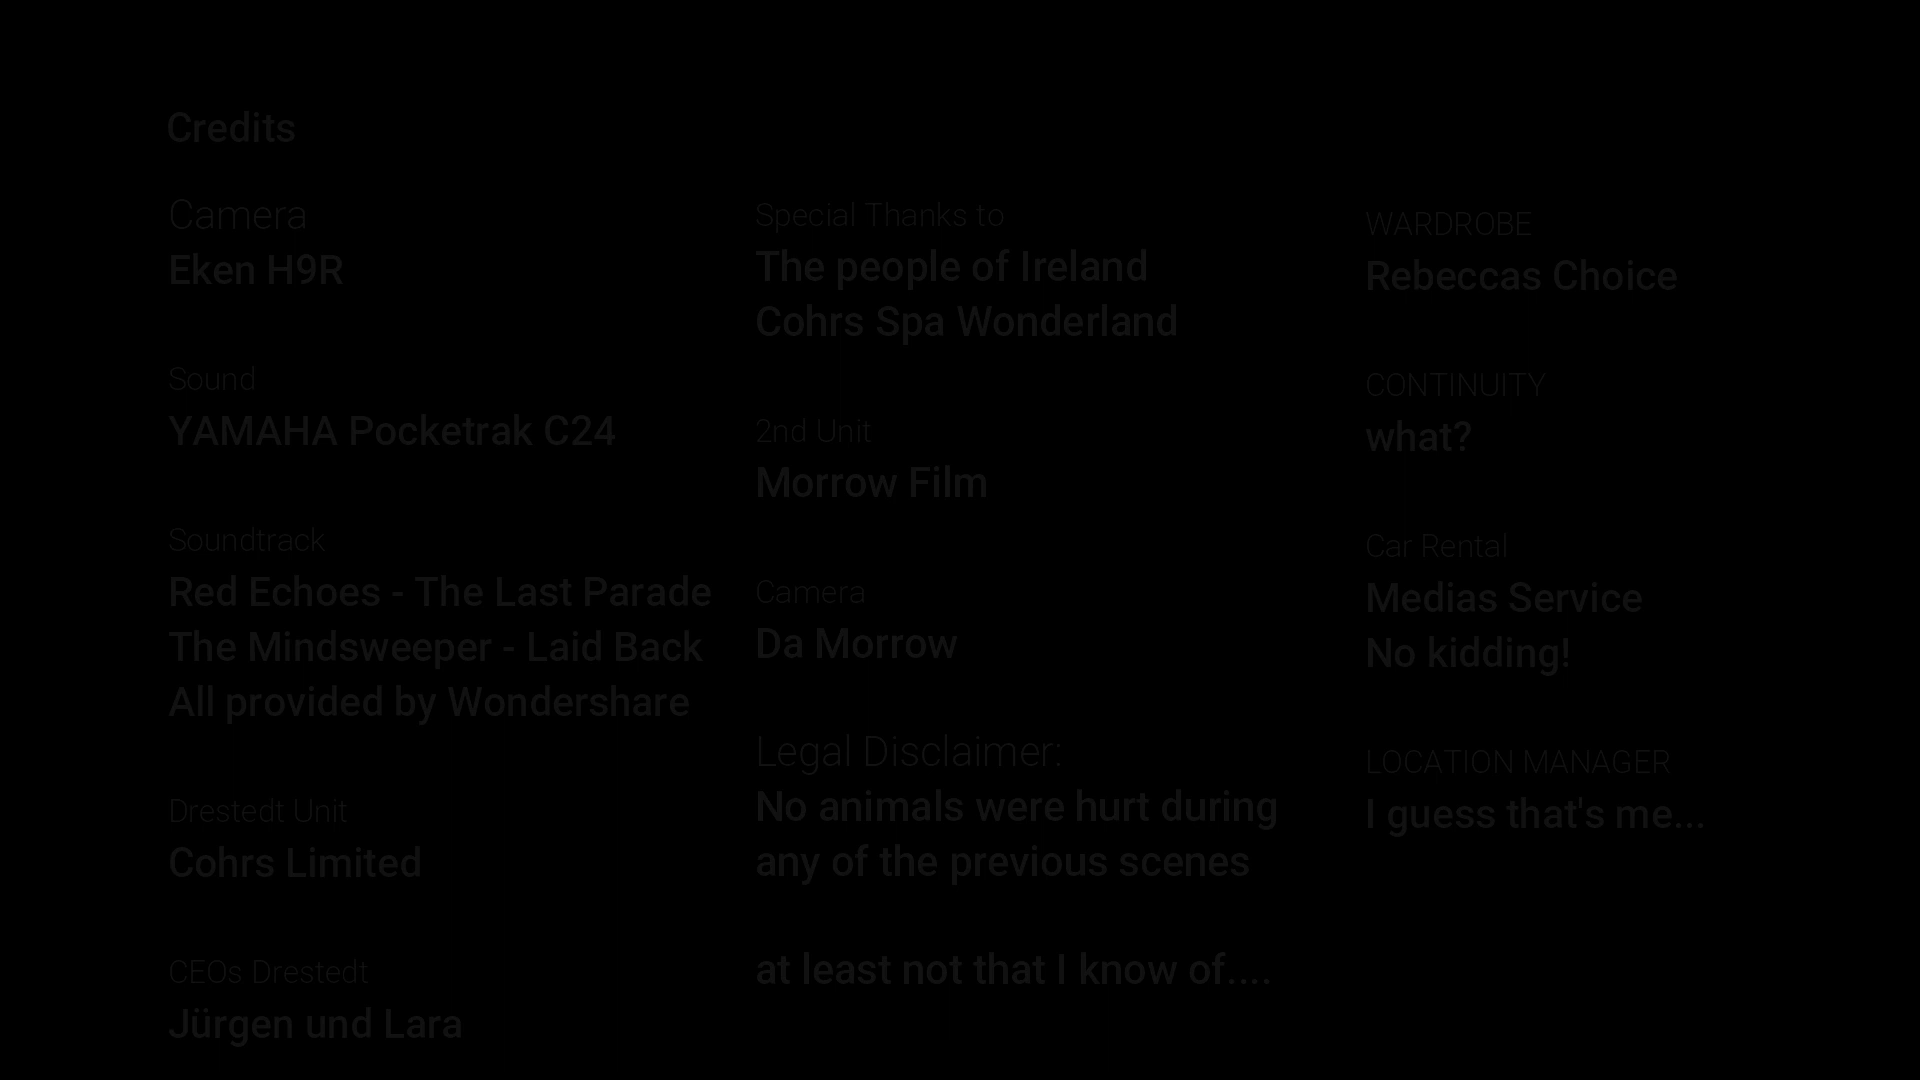 Credits
Camera
Eken H9R
Sound
YAMAHA Pocketrak C24
Soundtrack
Red Echoes - The Last Parade
The Mindsweeper - Laid Back
All provided by Wondershare
Drestedt Unit
Cohrs Limited
CEOs Drestedt
Jürgen und Lara
Special Thanks to
The people of Ireland
Cohrs Spa Wonderland
2nd Unit
Morrow Film
Camera
Da Morrow
Legal Disclaimer:
No animals were hurt during
any of the previous scenes
at least not that I know of....
WARDROBE
Rebeccas Choice
CONTINUITY
what?
Car Rental
Medias Service
No kidding!
LOCATION MANAGER
I guess that's me...